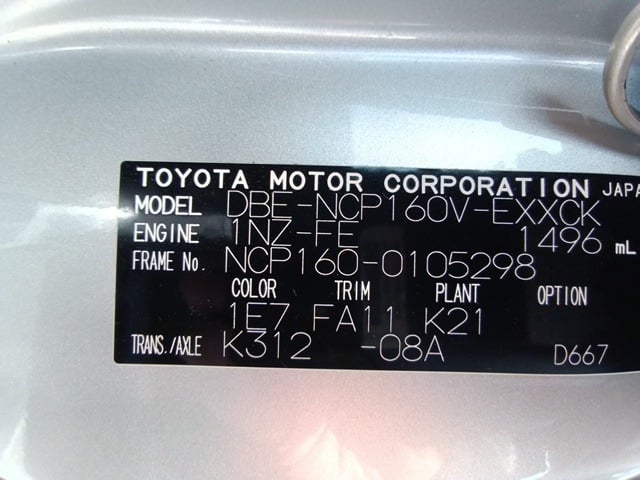 TOYOTA MOTOR CORPORATION JAPA
MODEL DBE-NCP160V-EXXCK
ENGINE 1NZ-FE 1496 mL
FRAME No. NCP160-0105298
COLOR TRIM PLANT OPTION
1E7 FA11 K21
TRANS./AXLE K312 -08A D667